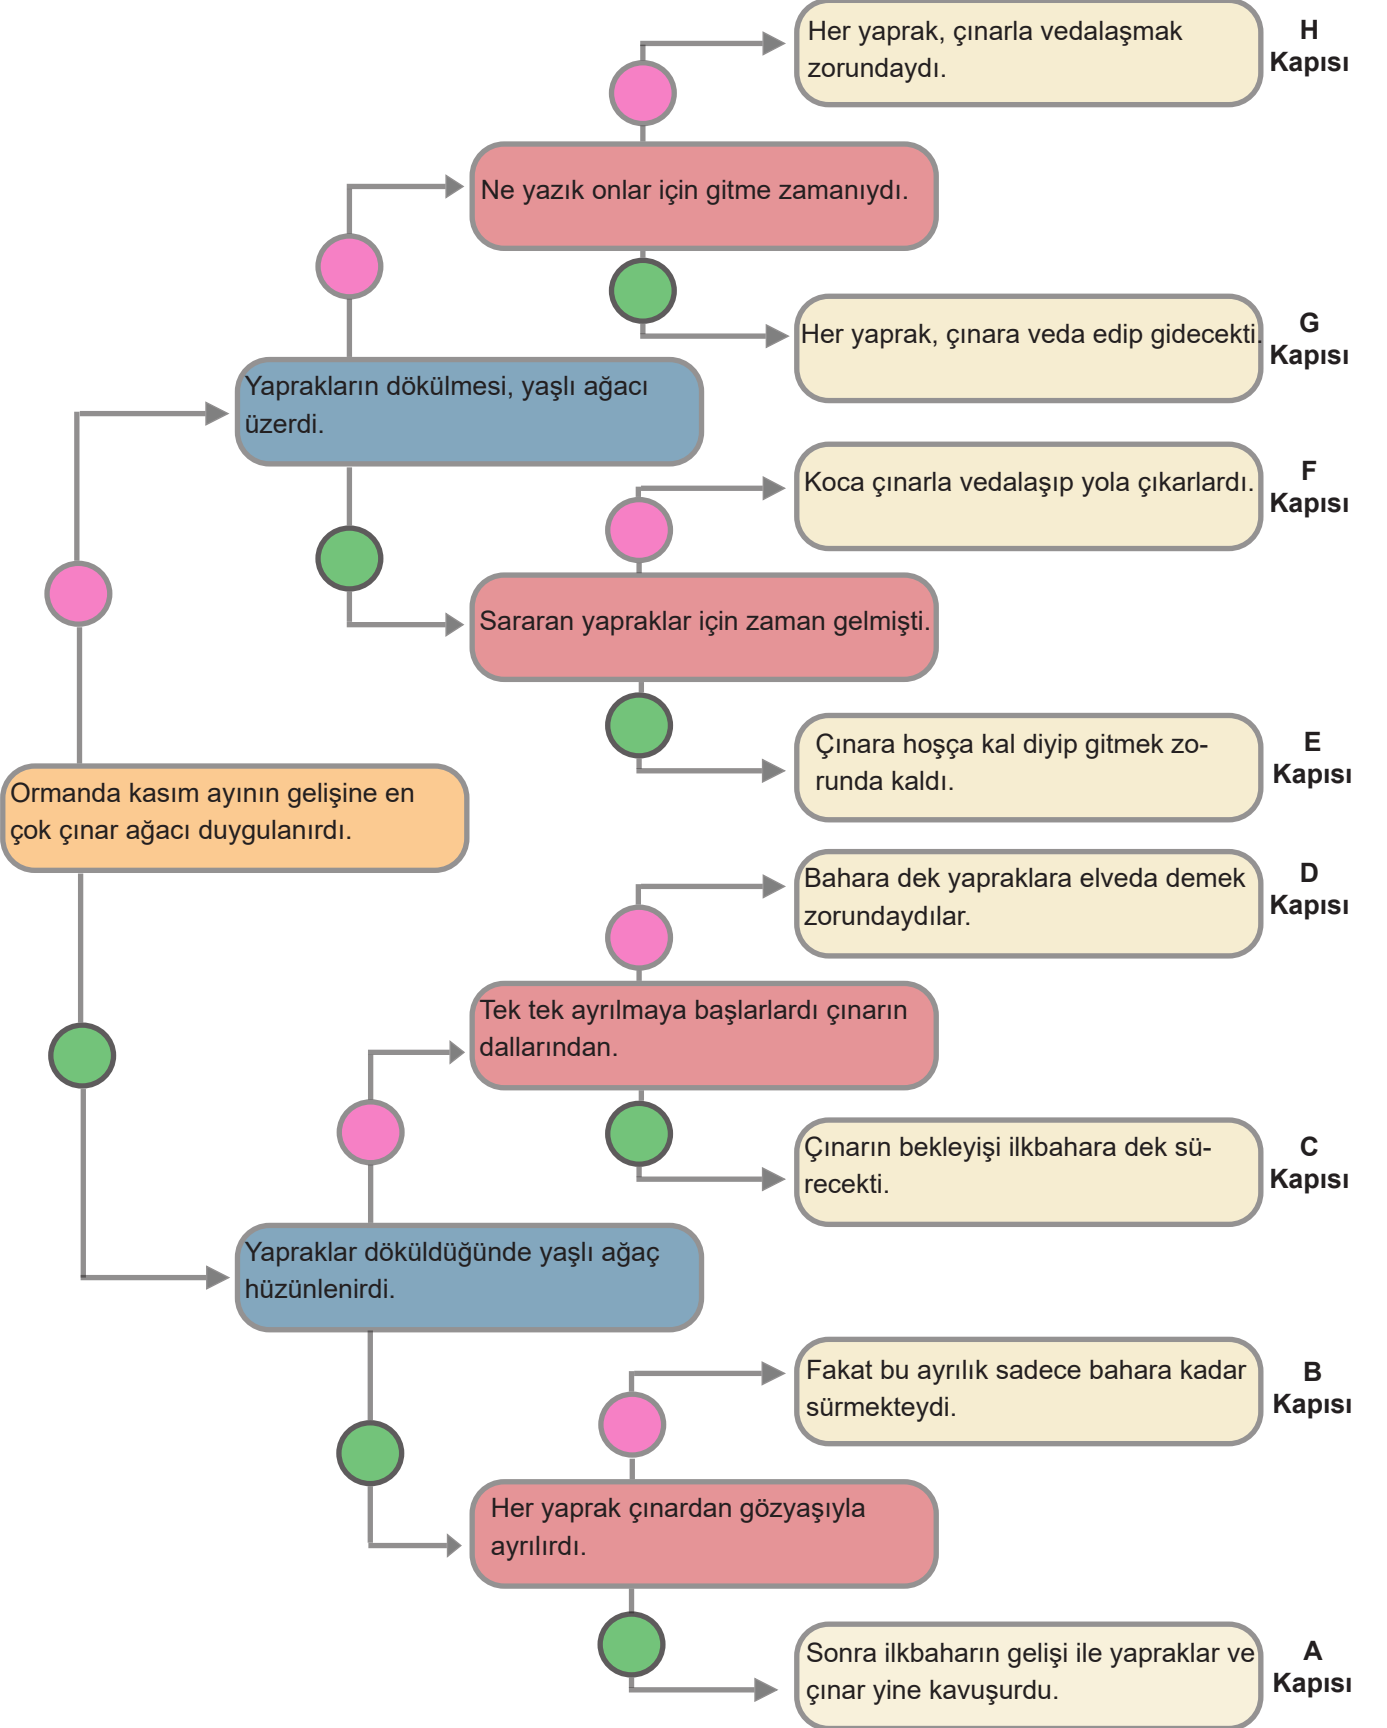 Her yaprak, çınarla vedalaşmak
zorundaydı.
H
Kapısı
Ne yazık onlar için gitme zamanıydı.
Her yaprak, çınara veda edip gidecekti.
G
Kapısı
Yaprakların dökülmesi, yaşlı ağacı
üzerdi.
Koca çınarla vedalaşıp yola çıkarlardı.
F
Kapısı
Sararan yapraklar için zaman gelmişti.
Çınara hoşça kal diyip gitmek zo-
runda kaldı.
E
Kapısı
Ormanda kasım ayının gelişine en
çok çınar ağacı duygulanırdı.
Bahara dek yapraklara elveda demek
zorundaydılar.
D
Kapısı
Tek tek ayrılmaya başlarlardı çınarın
dallarından.
Çınarın bekleyişi ilkbahara dek sü-
recekti.
C
Kapısı
Yapraklar döküldüğünde yaşlı ağaç
hüzünlenirdi.
Fakat bu ayrılık sadece bahara kadar
sürmekteydi.
B
Kapısı
Her yaprak çınardan gözyaşıyla
ayrılırdı.
Sonra ilkbaharın gelişi ile yapraklar ve
çınar yine kavuşurdu.
A
Kapısı